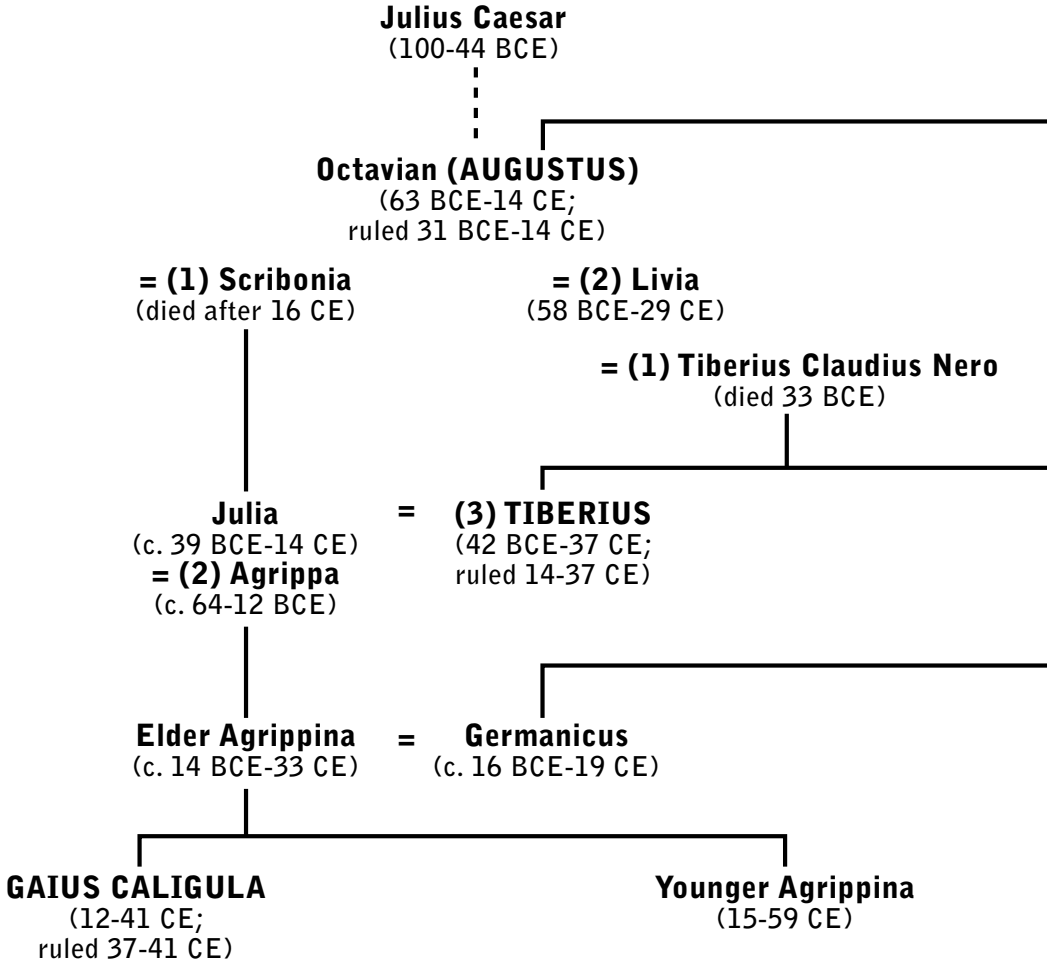 Julius Caesar
(100-44 BCE)
Octavian (AUGUSTUS)
(63 BCE-14 CE;
ruled 31 BCE-14 CE)
= (1) Scribonia
(died after 16 CE)
= (2) Livia
(58 BCE-29 CE)
= (1) Tiberius Claudius Nero
(died 33 BCE)
Julia
(c. 39 BCE-14 CE)
= (2) Agrippa
(c. 64-12 BCE)
=
(3) TIBERIUS
(42 BCE-37 CE;
ruled 14-37 CE)
Elder Agrippina
(c. 14 BCE-33 CE)
=
Germanicus
(c. 16 BCE-19 CE)
GAIUS CALIGULA
(12-41 CE;
ruled 37-41 CE)
Younger Agrippina
(15-59 CE)